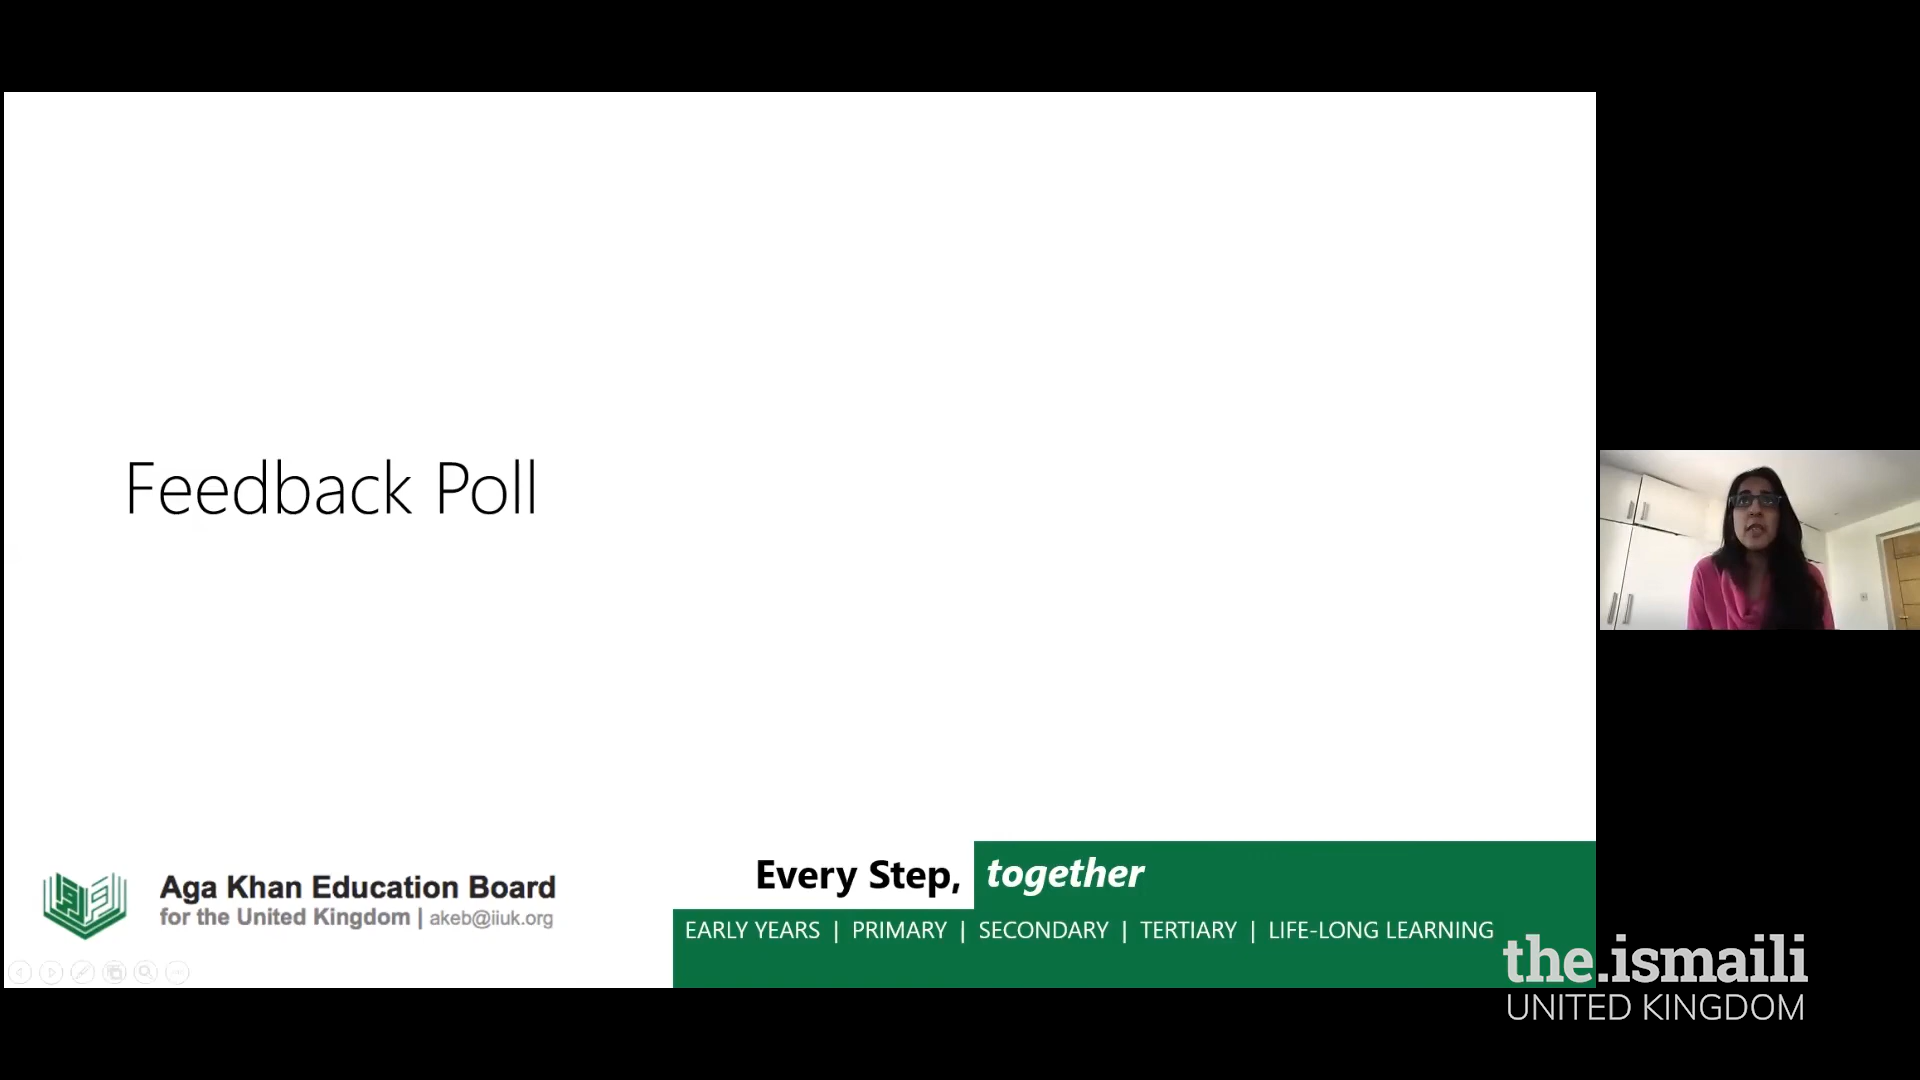 Feedback Poll
Every Step, together
Aga Khan Education Board
for the United Kingdom | akeb@iiuk.org
EARLY YEARS | PRIMARY | SECONDARY | TERTIARY | LIFE-LONG LEARNING
the.ismaili
UNITED KINGDOM